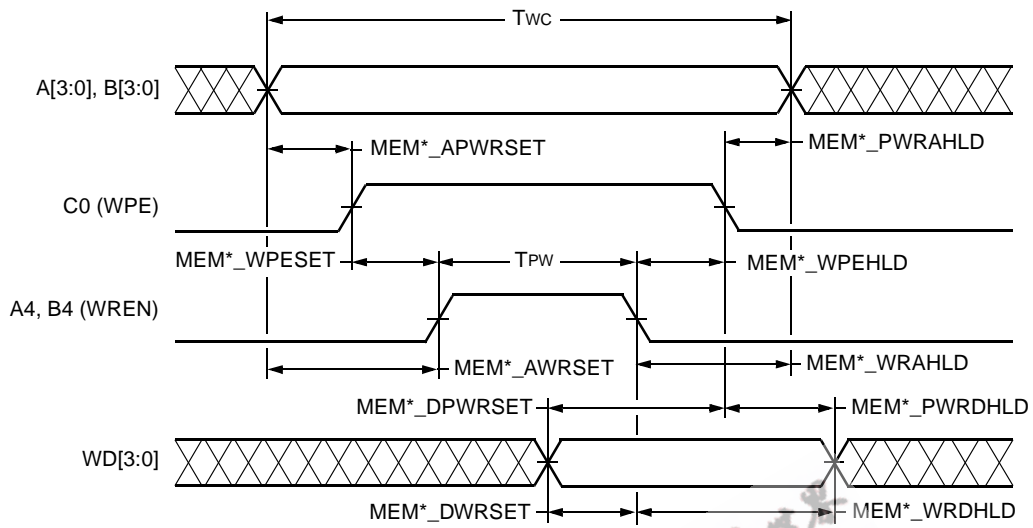 TWC
A[3:0], B[3:0]
MEM*_APWRSET
MEM*_PWRAHLD
C0 (WPE)
MEM*_WPESET
TPW
MEM*_WPEHLD
A4, B4 (WREN)
MEM*_AWRSET
MEM*_WRAHLD
MEM*_DPWRSET
MEM*_PWRDHLD
WD[3:0]
MEM*_DWRSET
MEM*_WRDHLD